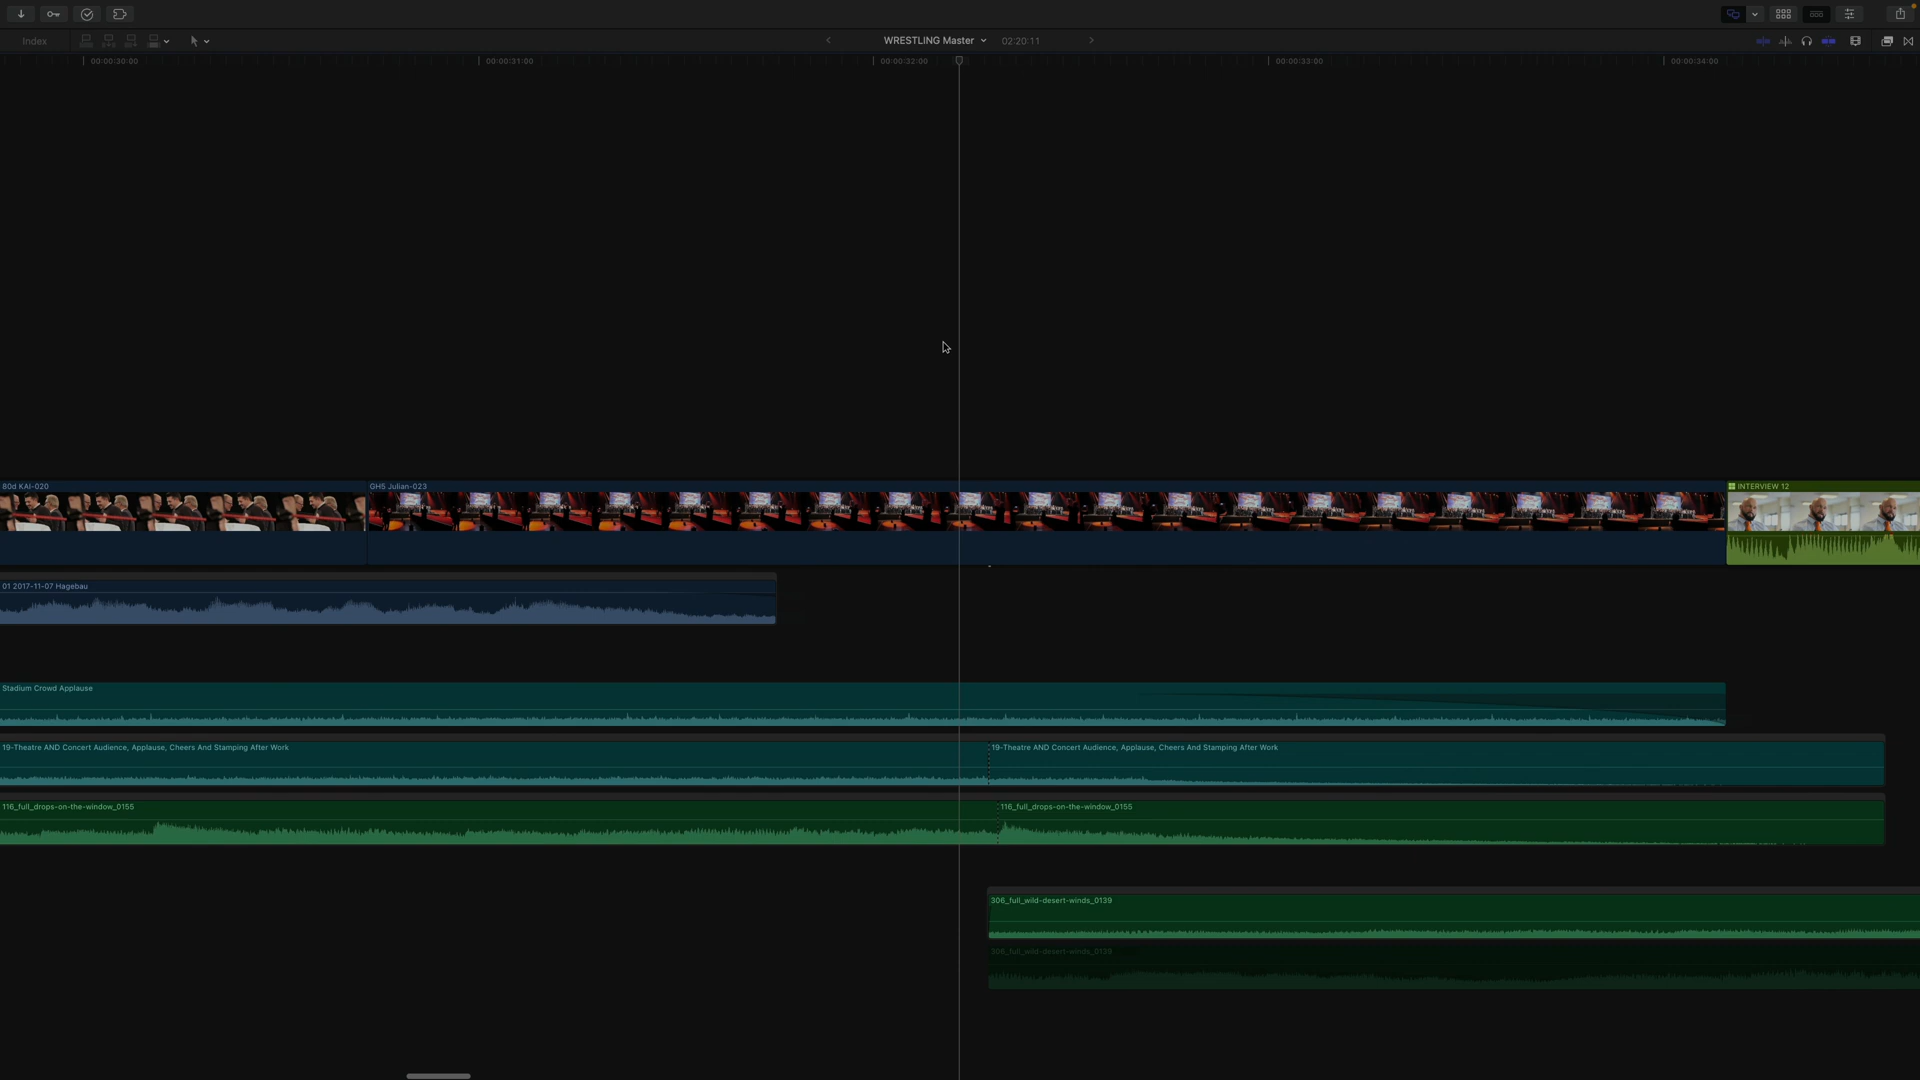 Index
WRESTLING Master
02:20:11
00:00:30:00
00:00:31:00
00:00:32:00
00:00:33:00
00:00:34:00
80d KAI-020
GH5 Julian-023
INTERVIEW 12
01 2017-11-07 Hagebau
Stadium Crowd Applause
19-Theatre AND Concert Audience, Applause, Cheers And Stamping After Work
19-Theatre AND Concert Audience, Applause, Cheers And Stamping After Work
116_full_drops-on-the-window_0155
116_full_drops-on-the-window_0155
306_full_wild-desert-winds_0139
306_full_wild-desert-winds_0139